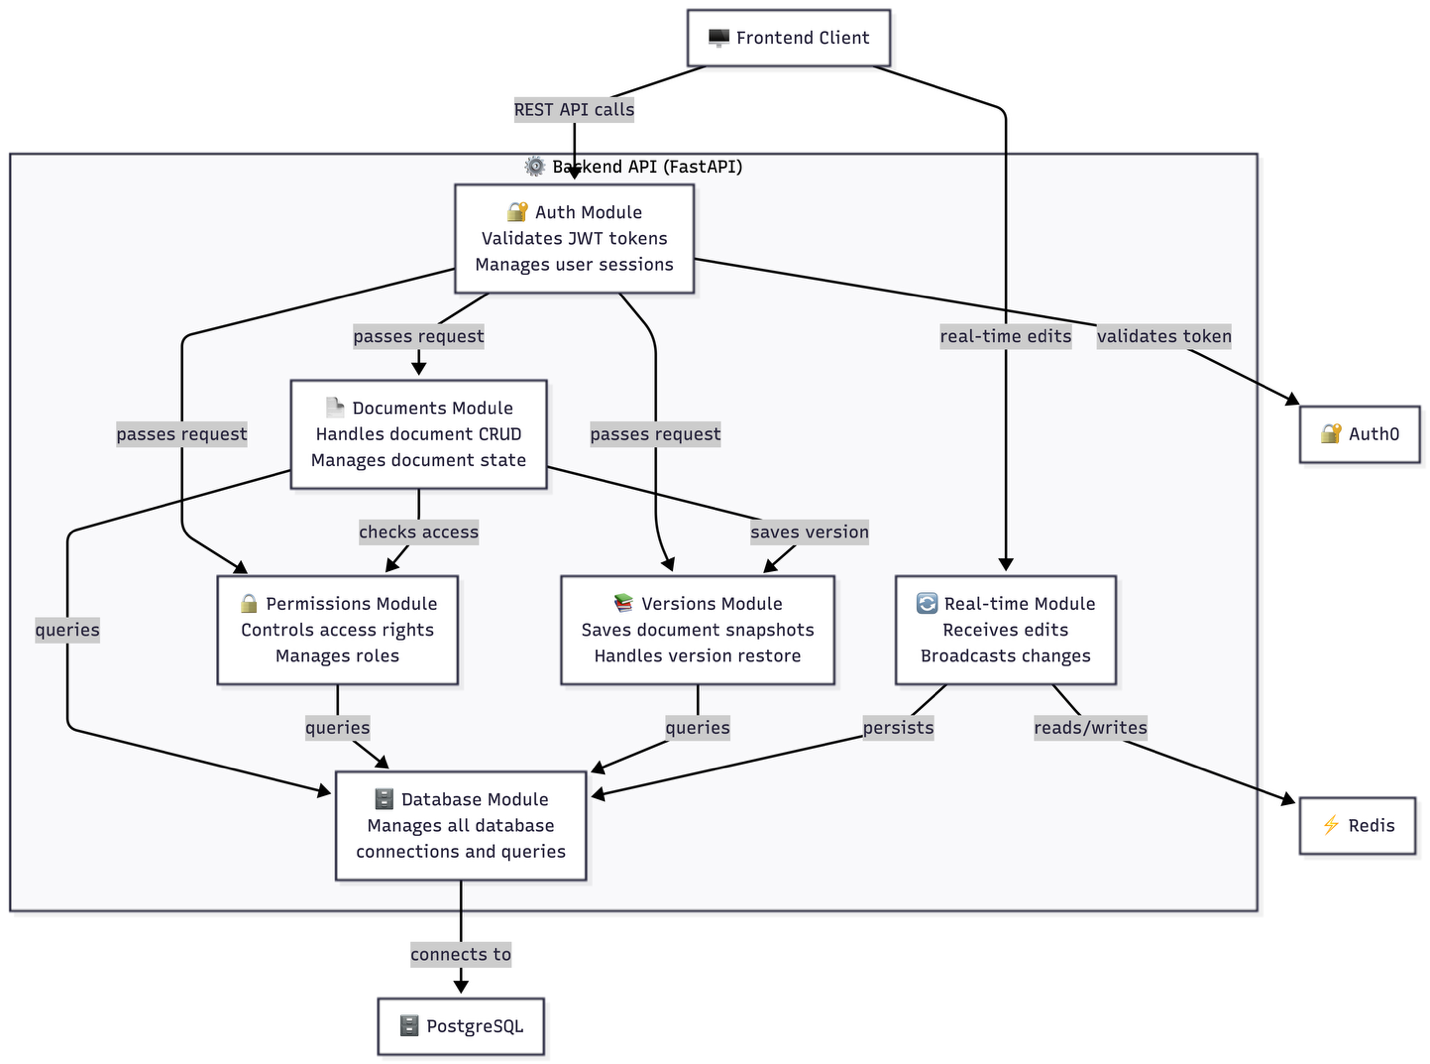 Frontend Client
REST API calls
Backend API (FastAPI)
Auth Module
Validates JWT tokens
Manages user sessions
passes request
real-time edits
validates token
Documents Module
Handles document CRUD
Manages document state
passes request
passes request
Auth0
checks access
saves version
queries
Permissions Module
Controls access rights
Manages roles
Versions Module
Saves document snapshots
Handles version restore
Real-time Module
Receives edits
Broadcasts changes
queries
queries
persists
reads/writes
Database Module
Manages all database
connections and queries
Redis
connects to
PostgreSQL